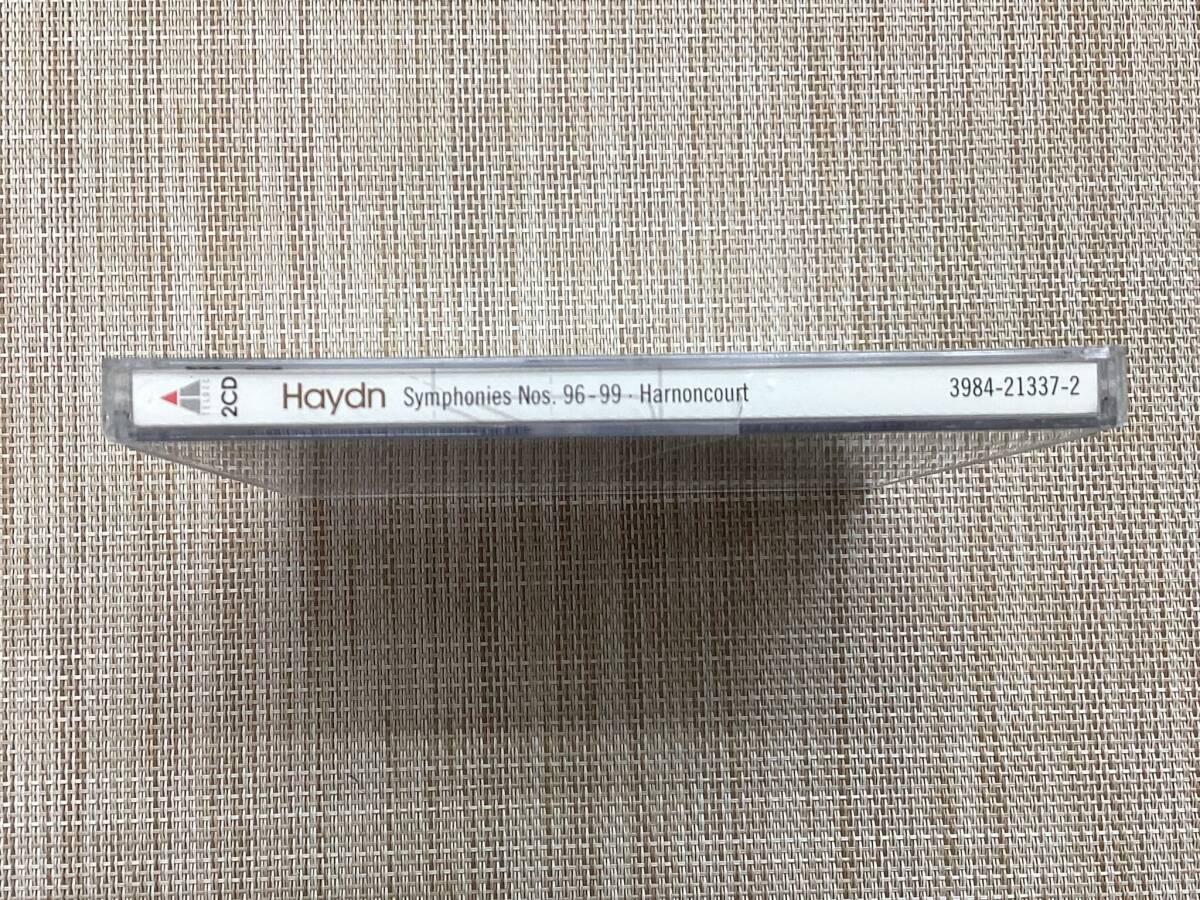 TELDEC
2CD
Haydn Symphonies Nos. 96-99 · Harnoncourt 3984-21337-2